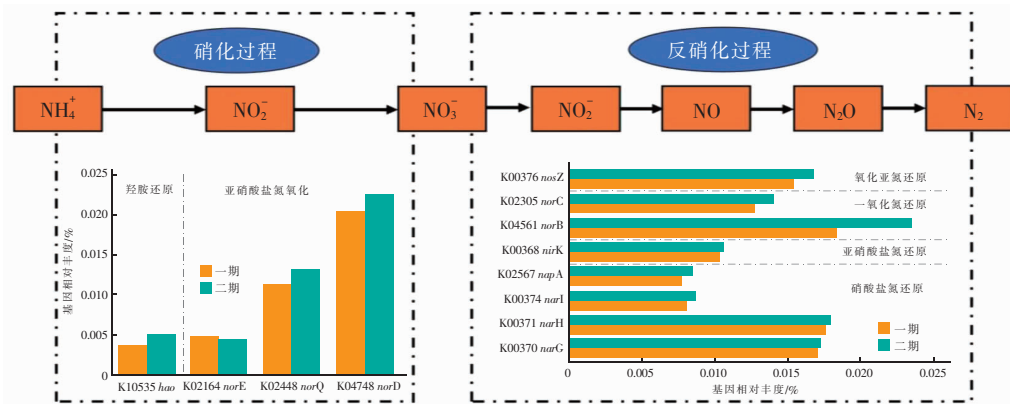 硝化过程
反硝化过程
NH₄⁺
NO₂⁻
NO₃⁻
NO₂⁻
NO
N₂O
N₂
0.025
0.020
0.015
0.010
0.005
0
基因相对丰度/%
羟胺还原
亚硝酸盐氮氧化
一期
二期
K10535 hao
K02164 norE
K02448 norQ
K04748 norD
K00376 nosZ
K02305 norC
K04561 norB
K00368 nirK
K02567 napA
K00374 narI
K00371 narH
K00370 narG
氧化亚氮还原
一氧化氮还原
亚硝酸盐氮还原
硝酸盐氮还原
一期
二期
0
0.005
0.010
0.015
0.020
0.025
基因相对丰度/%